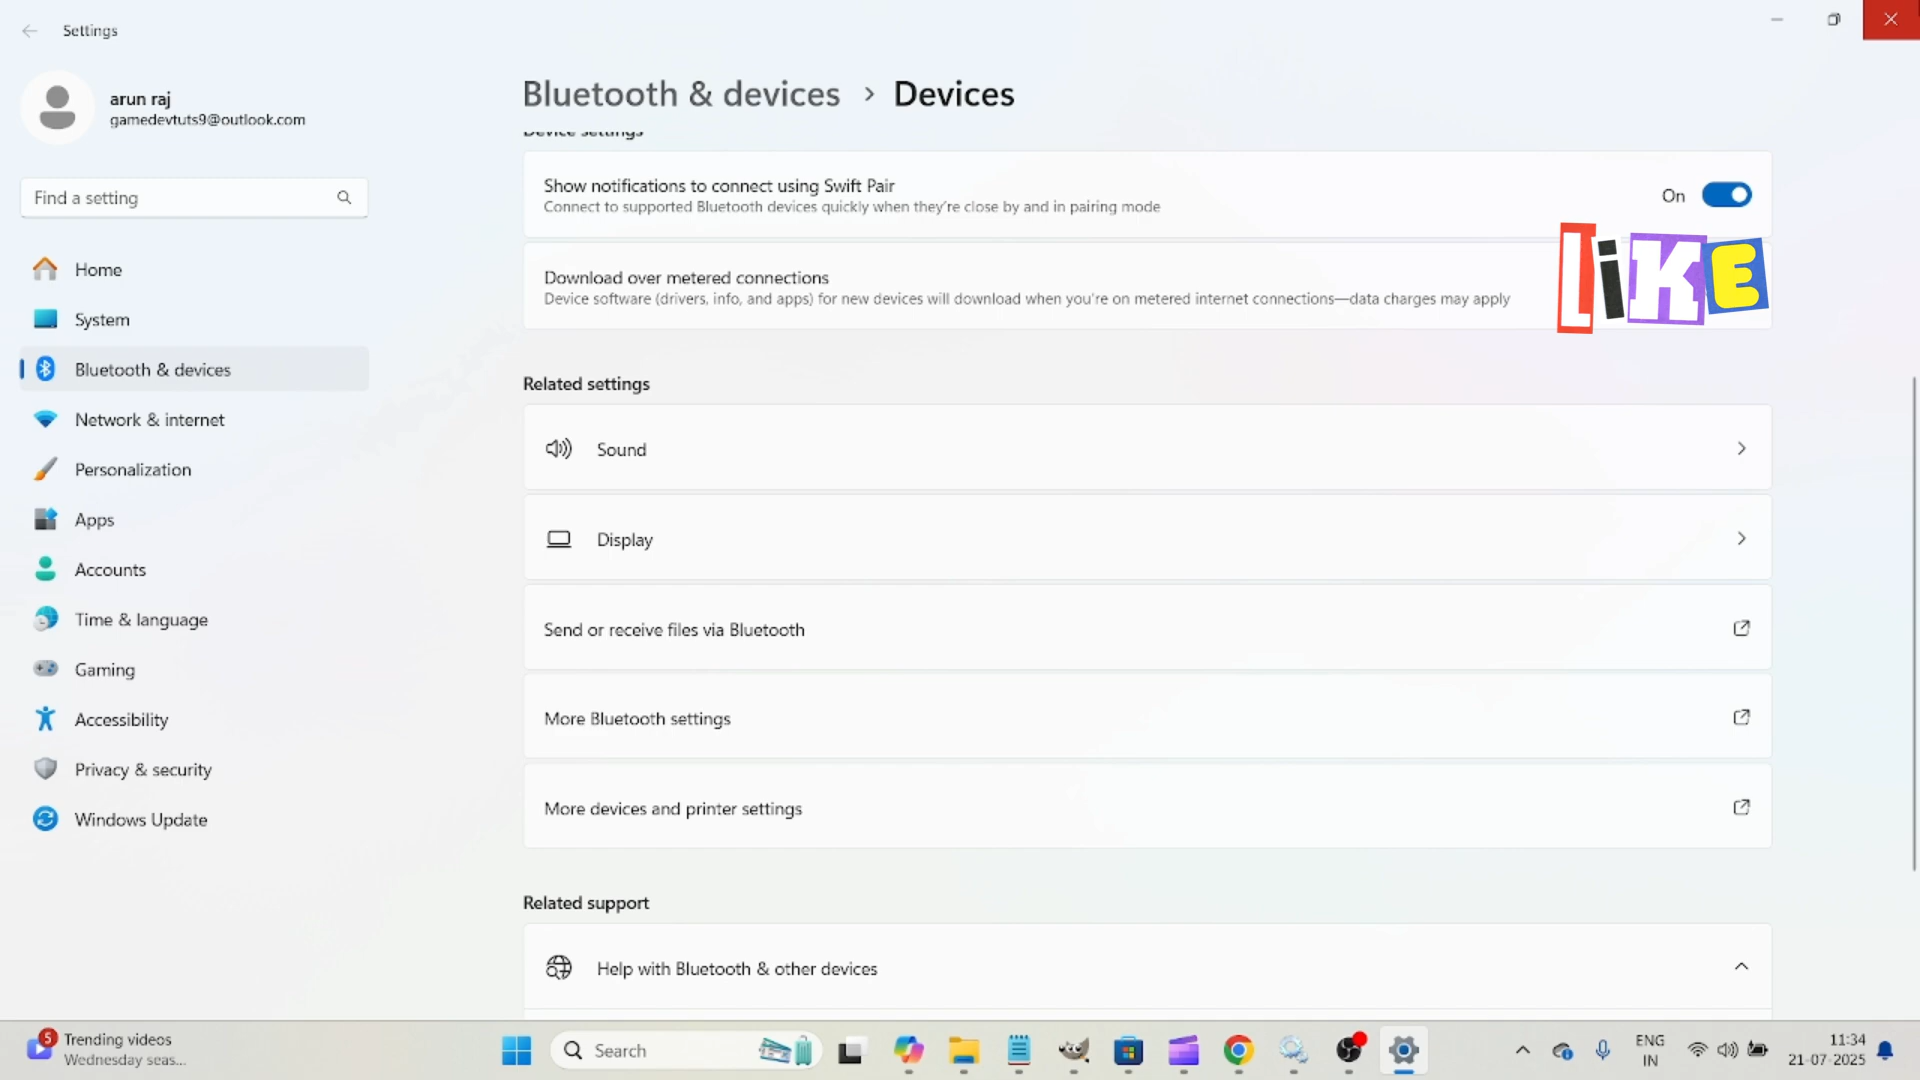 Settings
arun raj
gamedevtuts9@outlook.com
Find a setting
Home
System
Bluetooth & devices
Network & internet
Personalization
Apps
Accounts
Time & language
Gaming
Accessibility
Privacy & security
Windows Update
Bluetooth & devices › Devices
Device settings
Show notifications to connect using Swift Pair
Connect to supported Bluetooth devices quickly when they're close by and in pairing mode
On
Download over metered connections
Device software (drivers, info, and apps) for new devices will download when you're on metered internet connections—data charges may apply
LiKE
Related settings
Sound
Display
Send or receive files via Bluetooth
More Bluetooth settings
More devices and printer settings
Related support
Help with Bluetooth & other devices
5
Trending videos
Wednesday seas...
Search
ENG
IN
11:34
21-07-2025